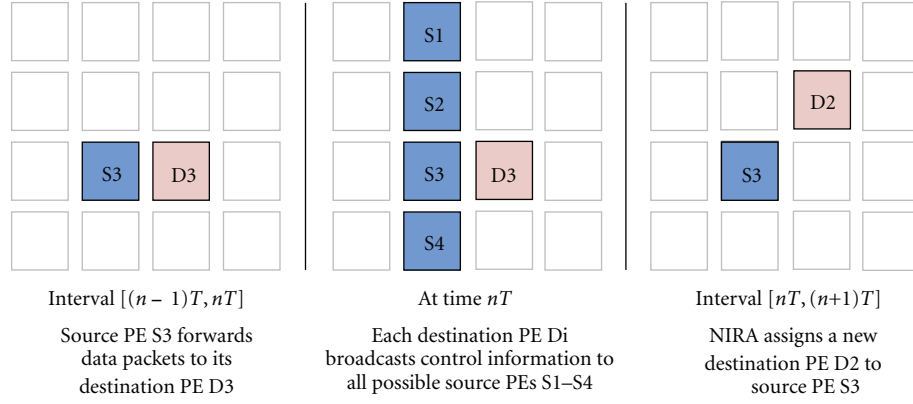 S3 D3
Interval [(n – 1)T, nT]
Source PE S3 forwards
data packets to its
destination PE D3
S1
S2
S3 D3
S4
At time nT
Each destination PE Di
broadcasts control information to
all possible source PEs S1–S4
D2
S3
Interval [nT, (n+1)T]
NIRA assigns a new
destination PE D2 to
source PE S3